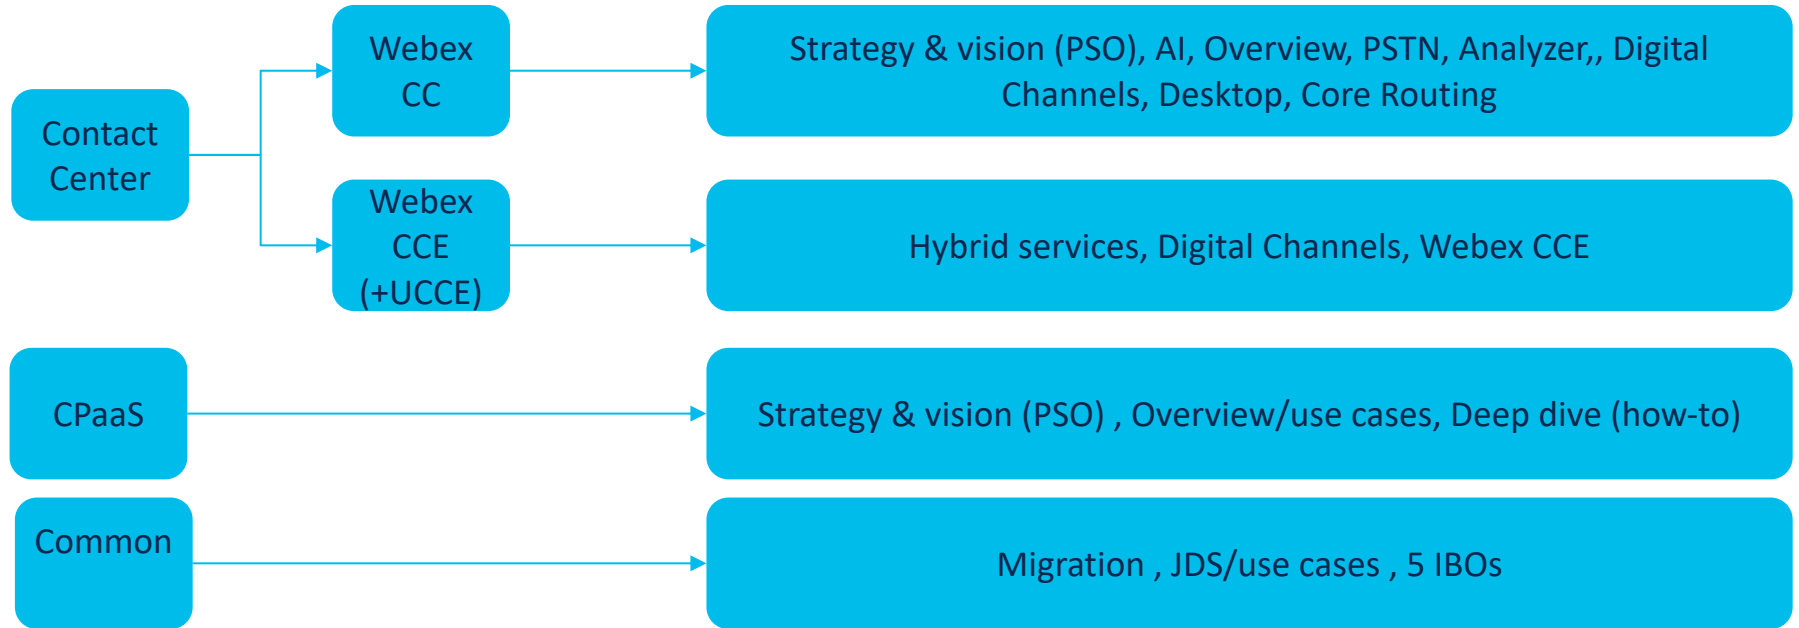 Contact
Center
Webex
CC
Strategy & vision (PSO), AI, Overview, PSTN, Analyzer,, Digital
Channels, Desktop, Core Routing
Webex
CCE
(+UCCE)
Hybrid services, Digital Channels, Webex CCE
CPaaS
Strategy & vision (PSO) , Overview/use cases, Deep dive (how-to)
Common
Migration , JDS/use cases , 5 IBOs